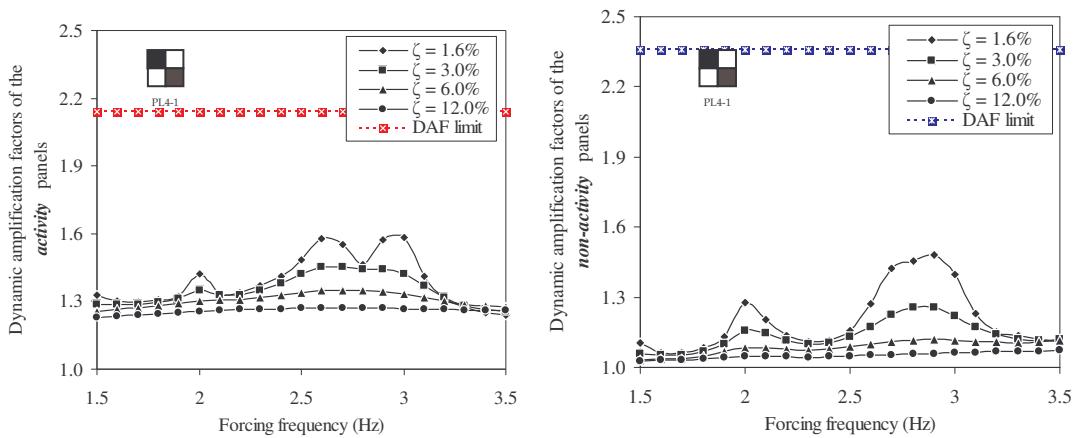 Dynamic amplification factors of the
activity panels
2.5
2.2
1.9
1.6
1.3
1.0
1.5
2
2.5
3
3.5
Forcing frequency (Hz)
PL4-1
ζ = 1.6%
ζ = 3.0%
ζ = 6.0%
ζ = 12.0%
DAF limit
Dynamic amplification factors of the
non-activity panels
2.5
2.2
1.9
1.5
1.3
1.0
1.5
2
2.5
3
3.5
Forcing frequency (Hz)
PL4-1
ζ = 1.6%
ζ = 3.0%
ζ = 6.0%
ζ = 12.0%
DAF limit